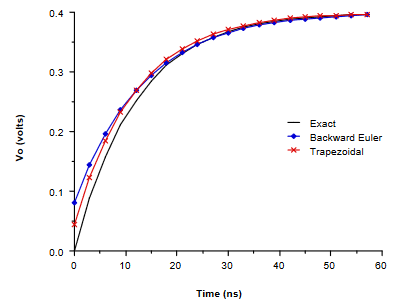 0.4
0.3
0.2
0.1
0.0
Vo (volts)
Exact
Backward Euler
Trapezoidal
0 10 20 30 40 50 60
Time (ns)